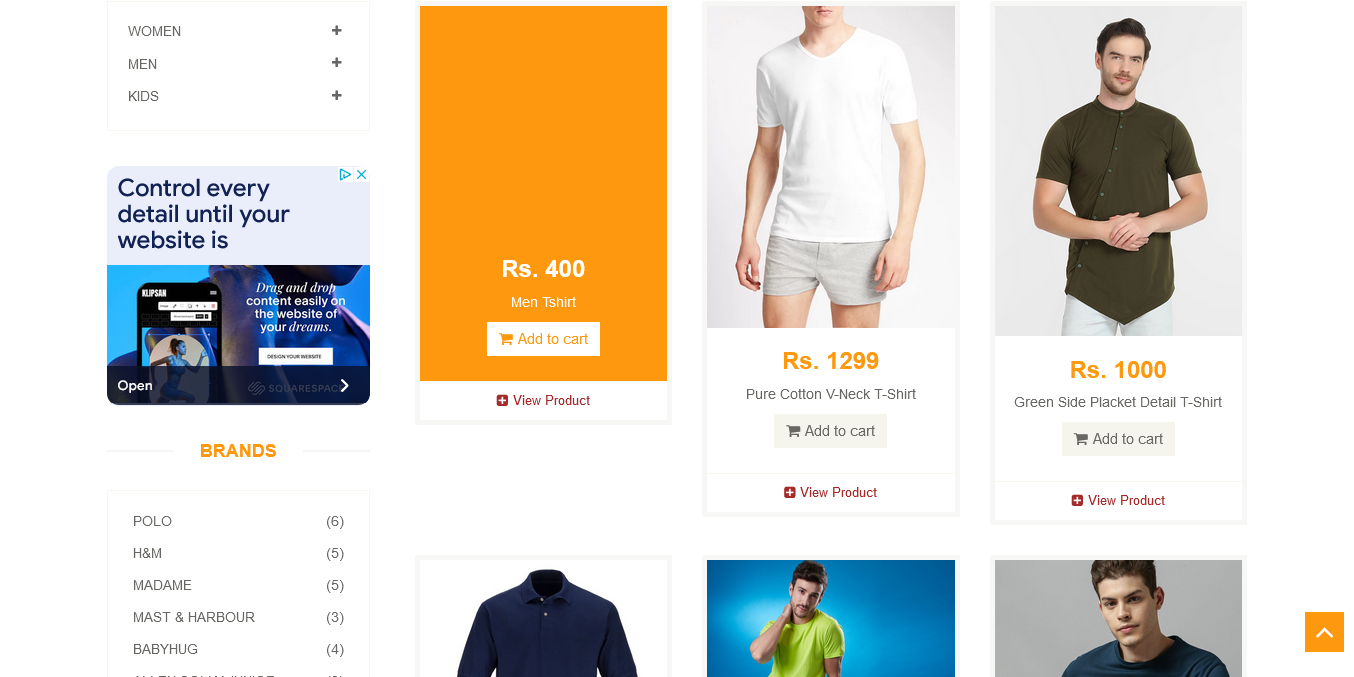 WOMEN
MEN
KIDS
Control every
detail until your
website is
KLIPSAN
Drag and drop
content easily on
the website of
your dreams.
DESIGN YOUR WEBSITE
Open
SQUARESPACE
BRANDS
POLO (6)
H&M (5)
MADAME (5)
MAST & HARBOUR (3)
BABYHUG (4)
Rs. 400
Men Tshirt
Add to cart
View Product
Rs. 1299
Pure Cotton V-Neck T-Shirt
Add to cart
View Product
Rs. 1000
Green Side Placket Detail T-Shirt
Add to cart
View Product